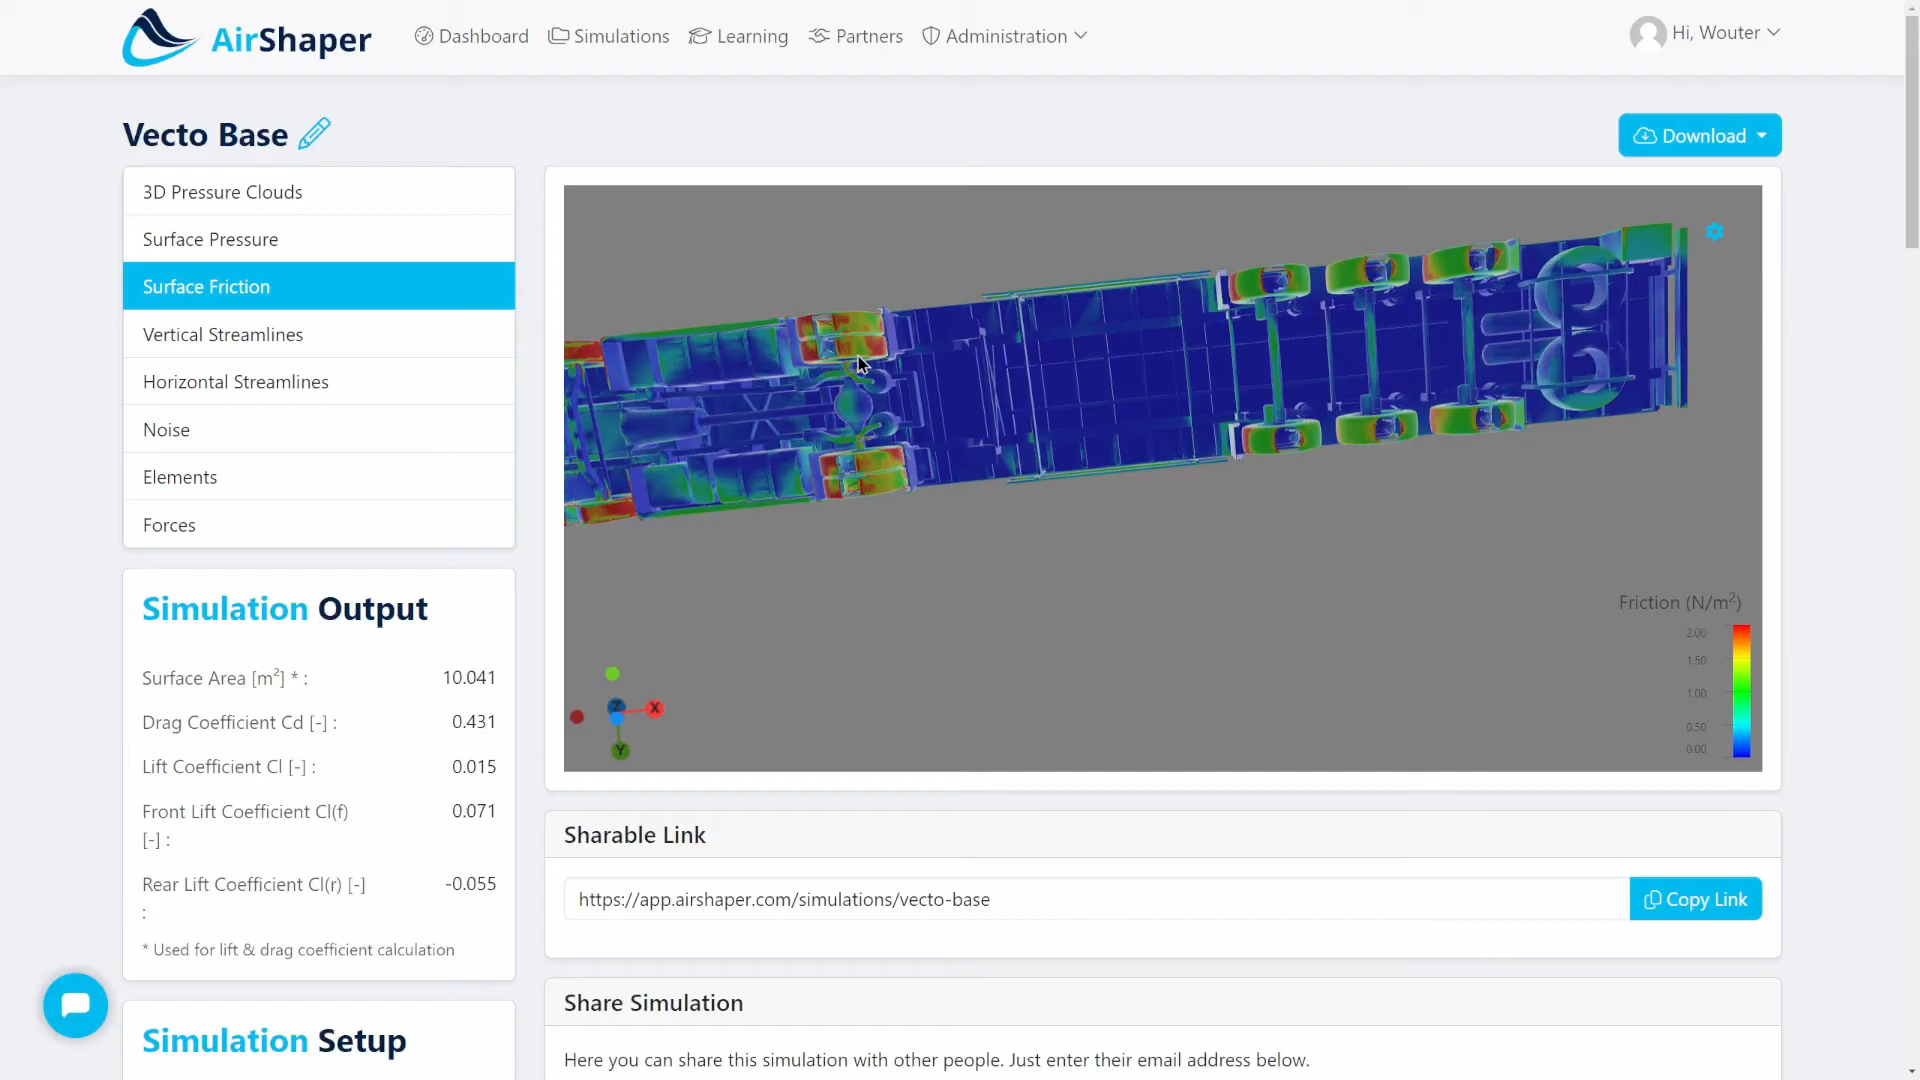 AirShaper
Dashboard
Simulations
Learning
Partners
Administration
Hi, Wouter
Vecto Base
Download
3D Pressure Clouds
Surface Pressure
Surface Friction
Vertical Streamlines
Horizontal Streamlines
Noise
Elements
Forces
Friction (N/m²)
2.00
1.50
1.00
0.50
0.00
Z
X
Y
Simulation Output
Surface Area [m²] * : 10.041
Drag Coefficient Cd [-] : 0.431
Lift Coefficient Cl [-] : 0.015
Front Lift Coefficient Cl(f) 0.071
[-] :
Rear Lift Coefficient Cl(r) [-] -0.055
:
* Used for lift & drag coefficient calculation
Simulation Setup
Sharable Link
https://app.airshaper.com/simulations/vecto-base
Copy Link
Share Simulation
Here you can share this simulation with other people. Just enter their email address below.